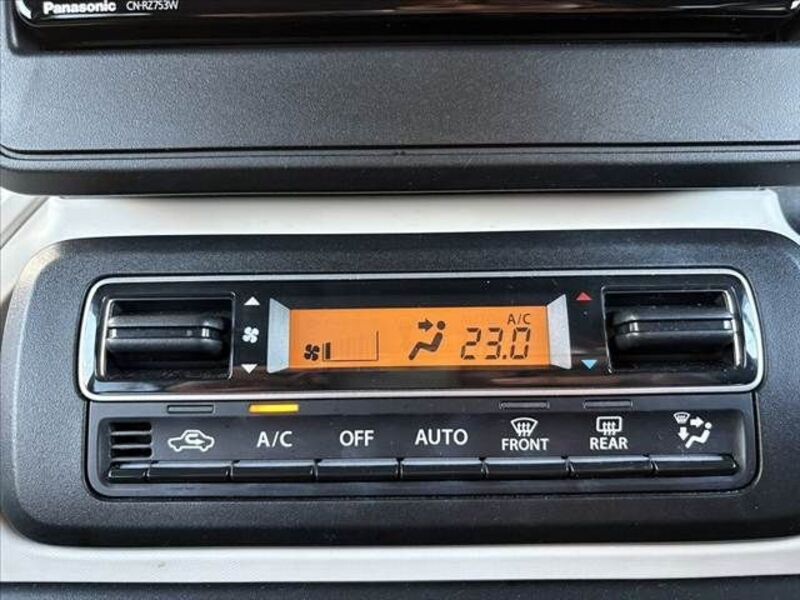 Panasonic CN-RZ753W
A/C
23.0
A/C OFF AUTO FRONT REAR